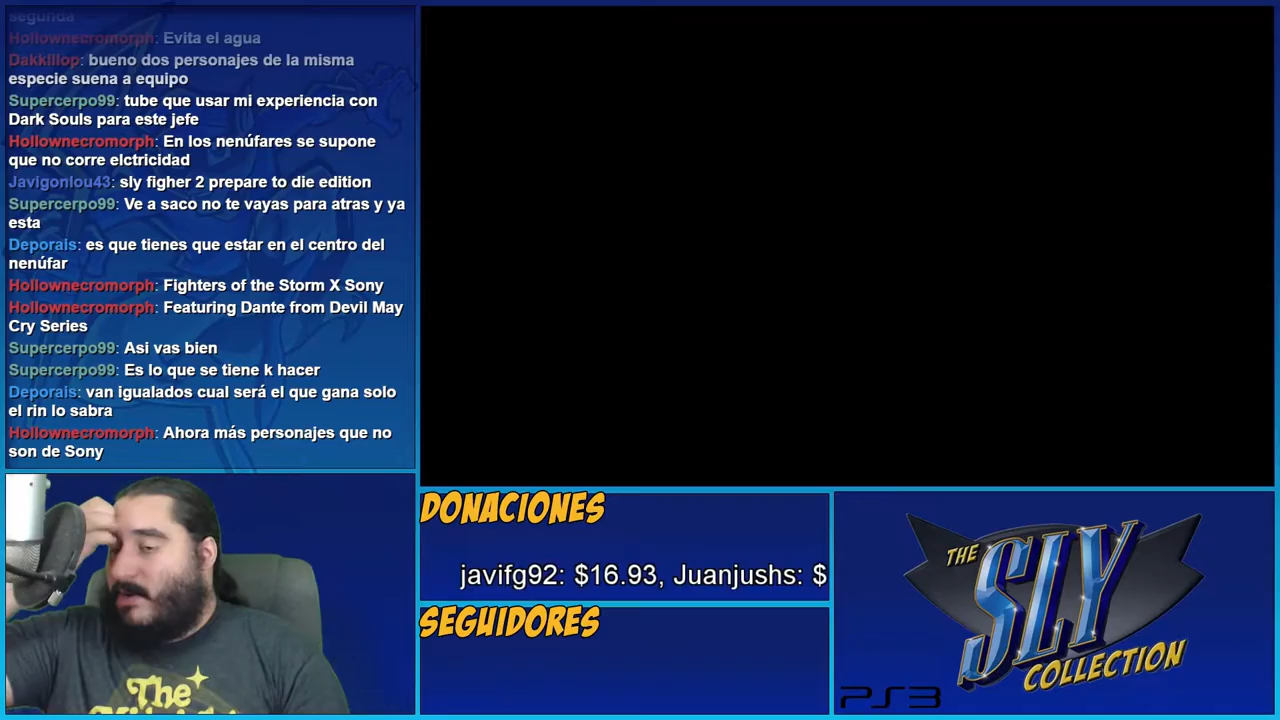 segunda
Hollownecromorph: Evita el agua
Dakkillop: bueno dos personajes de la misma
especie suena a equipo
Supercerpo99: tube que usar mi experiencia con
Dark Souls para este jefe
Hollownecromorph: En los nenúfares se supone
que no corre elctricidad
Javigonlou43: sly figher 2 prepare to die edition
Supercerpo99: Ve a saco no te vayas para atras y ya
esta
Deporais: es que tienes que estar en el centro del
nenúfar
Hollownecromorph: Fighters of the Storm X Sony
Hollownecromorph: Featuring Dante from Devil May
Cry Series
Supercerpo99: Asi vas bien
Supercerpo99: Es lo que se tiene k hacer
Deporais: van igualados cual será el que gana solo
el rin lo sabra
Hollownecromorph: Ahora más personajes que no
son de Sony
The
DONACIONES
javifg92: $16.93, Juanjushs: $
SEGUIDORES
THE
SLY
COLLECTION
PS3